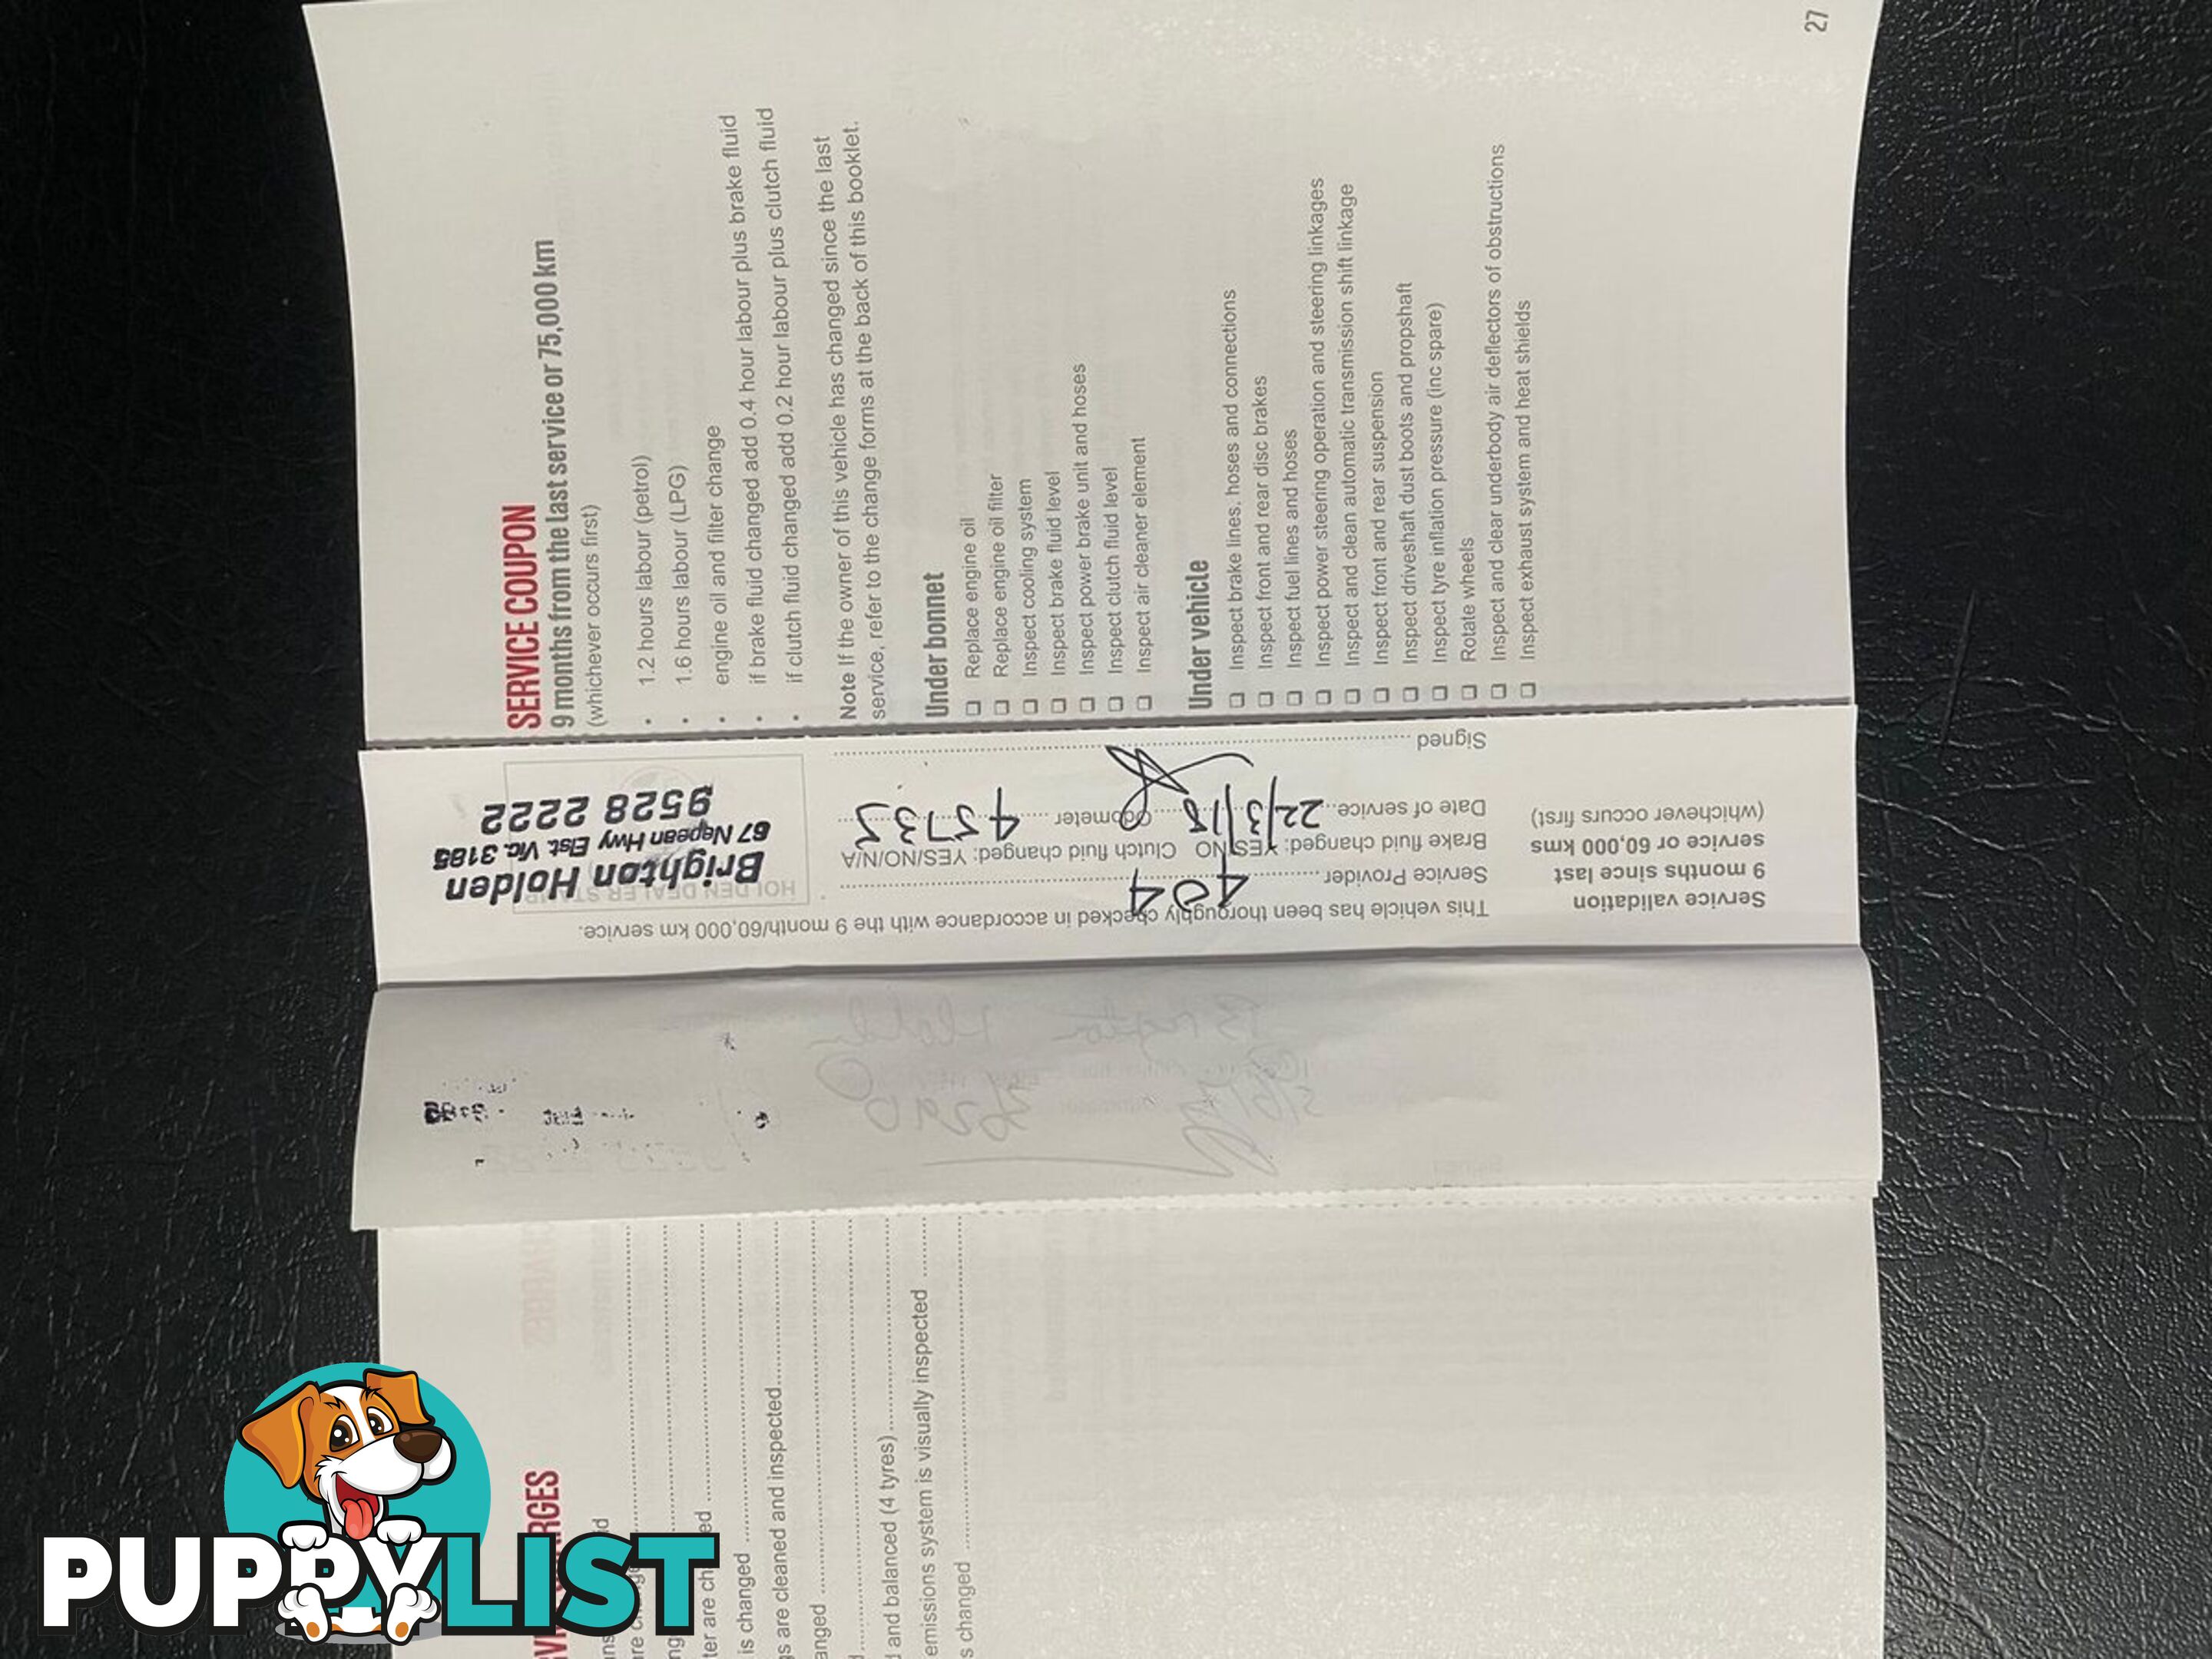 SERVICE COUPON
9 months from the last service or 75,000 km
(whichever occurs first)
• 1.2 hours labour (petrol)
• 1.6 hours labour (LPG)
• engine oil and filter change
• if brake fluid changed add 0.4 hour labour plus brake fluid
• if clutch fluid changed add 0.2 hour labour plus clutch fluid
Note If the owner of this vehicle has changed since the last
service, refer to the change forms at the back of this booklet.
Under bonnet
❏ Replace engine oil
❏ Replace engine oil filter
❏ Inspect cooling system
❏ Inspect brake fluid level
❏ Inspect power brake unit and hoses
❏ Inspect clutch fluid level
❏ Inspect air cleaner element
Under vehicle
❏ Inspect brake lines, hoses and connections
❏ Inspect front and rear disc brakes
❏ Inspect fuel lines and hoses
❏ Inspect power steering operation and steering linkages
❏ Inspect and clean automatic transmission shift linkage
❏ Inspect front and rear suspension
❏ Inspect driveshaft dust boots and propshaft
❏ Inspect tyre inflation pressure (inc spare)
❏ Rotate wheels
❏ Inspect and clear underbody air deflectors of obstructions
❏ Inspect exhaust system and heat shields
27
Service validation
9 months since last
service or 60,000 kms
(whichever occurs first)
This vehicle has been thoroughly checked in accordance with the 9 month/60,000 km service.
Service Provider 404
Brake fluid changed: YES/NO Clutch fluid changed: YES/NO/N/A
Date of service 22/3/18 Odometer 45735
Signed
HOLDEN DEALER STAMP
Brighton Holden
67 Nepean Hwy Elst. Vic. 3185
9528 2222
ter are changed
is changed
gs are cleaned and inspected
anged
and balanced (4 tyres)
emissions system is visually inspected
s changed
PUPPYLIST